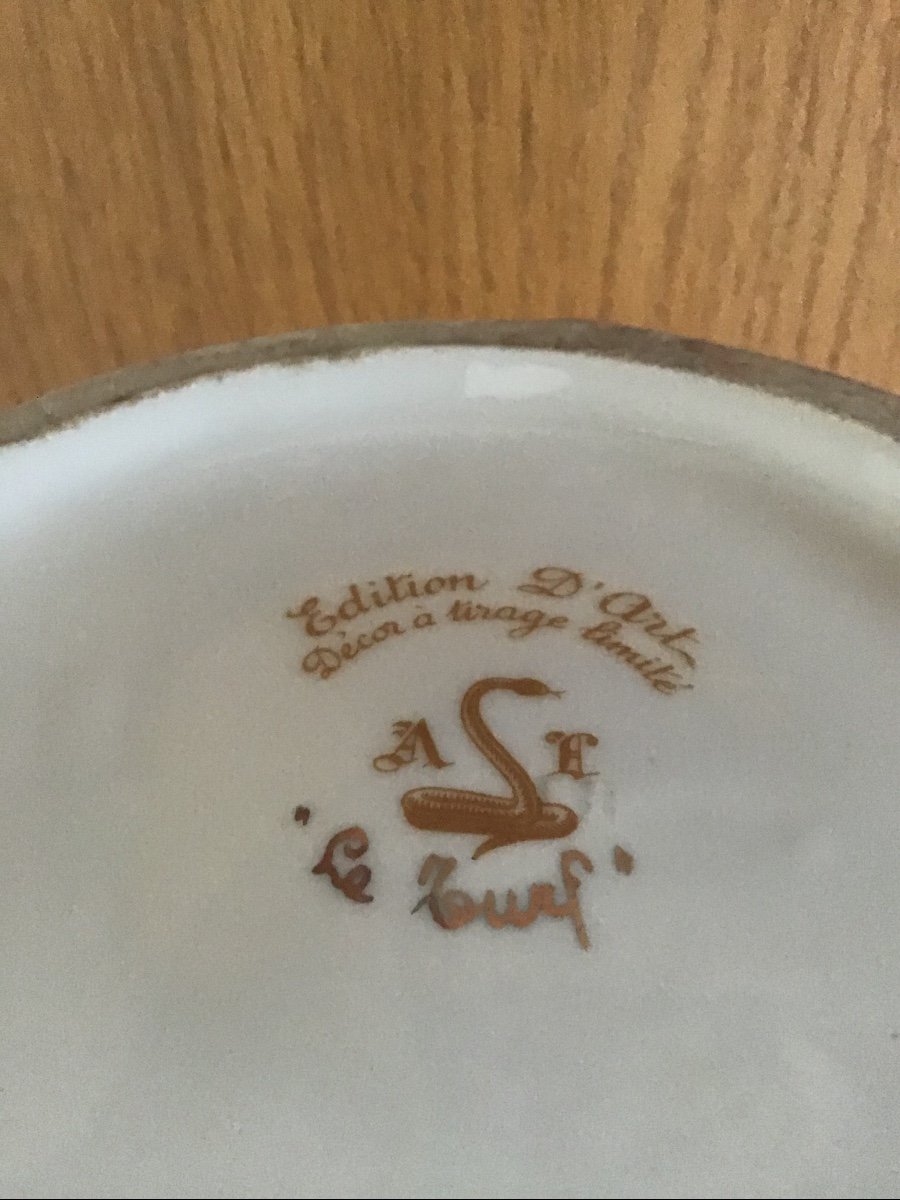 Edition D'Art
Décor à tirage limité
A E
"Le Tourf"